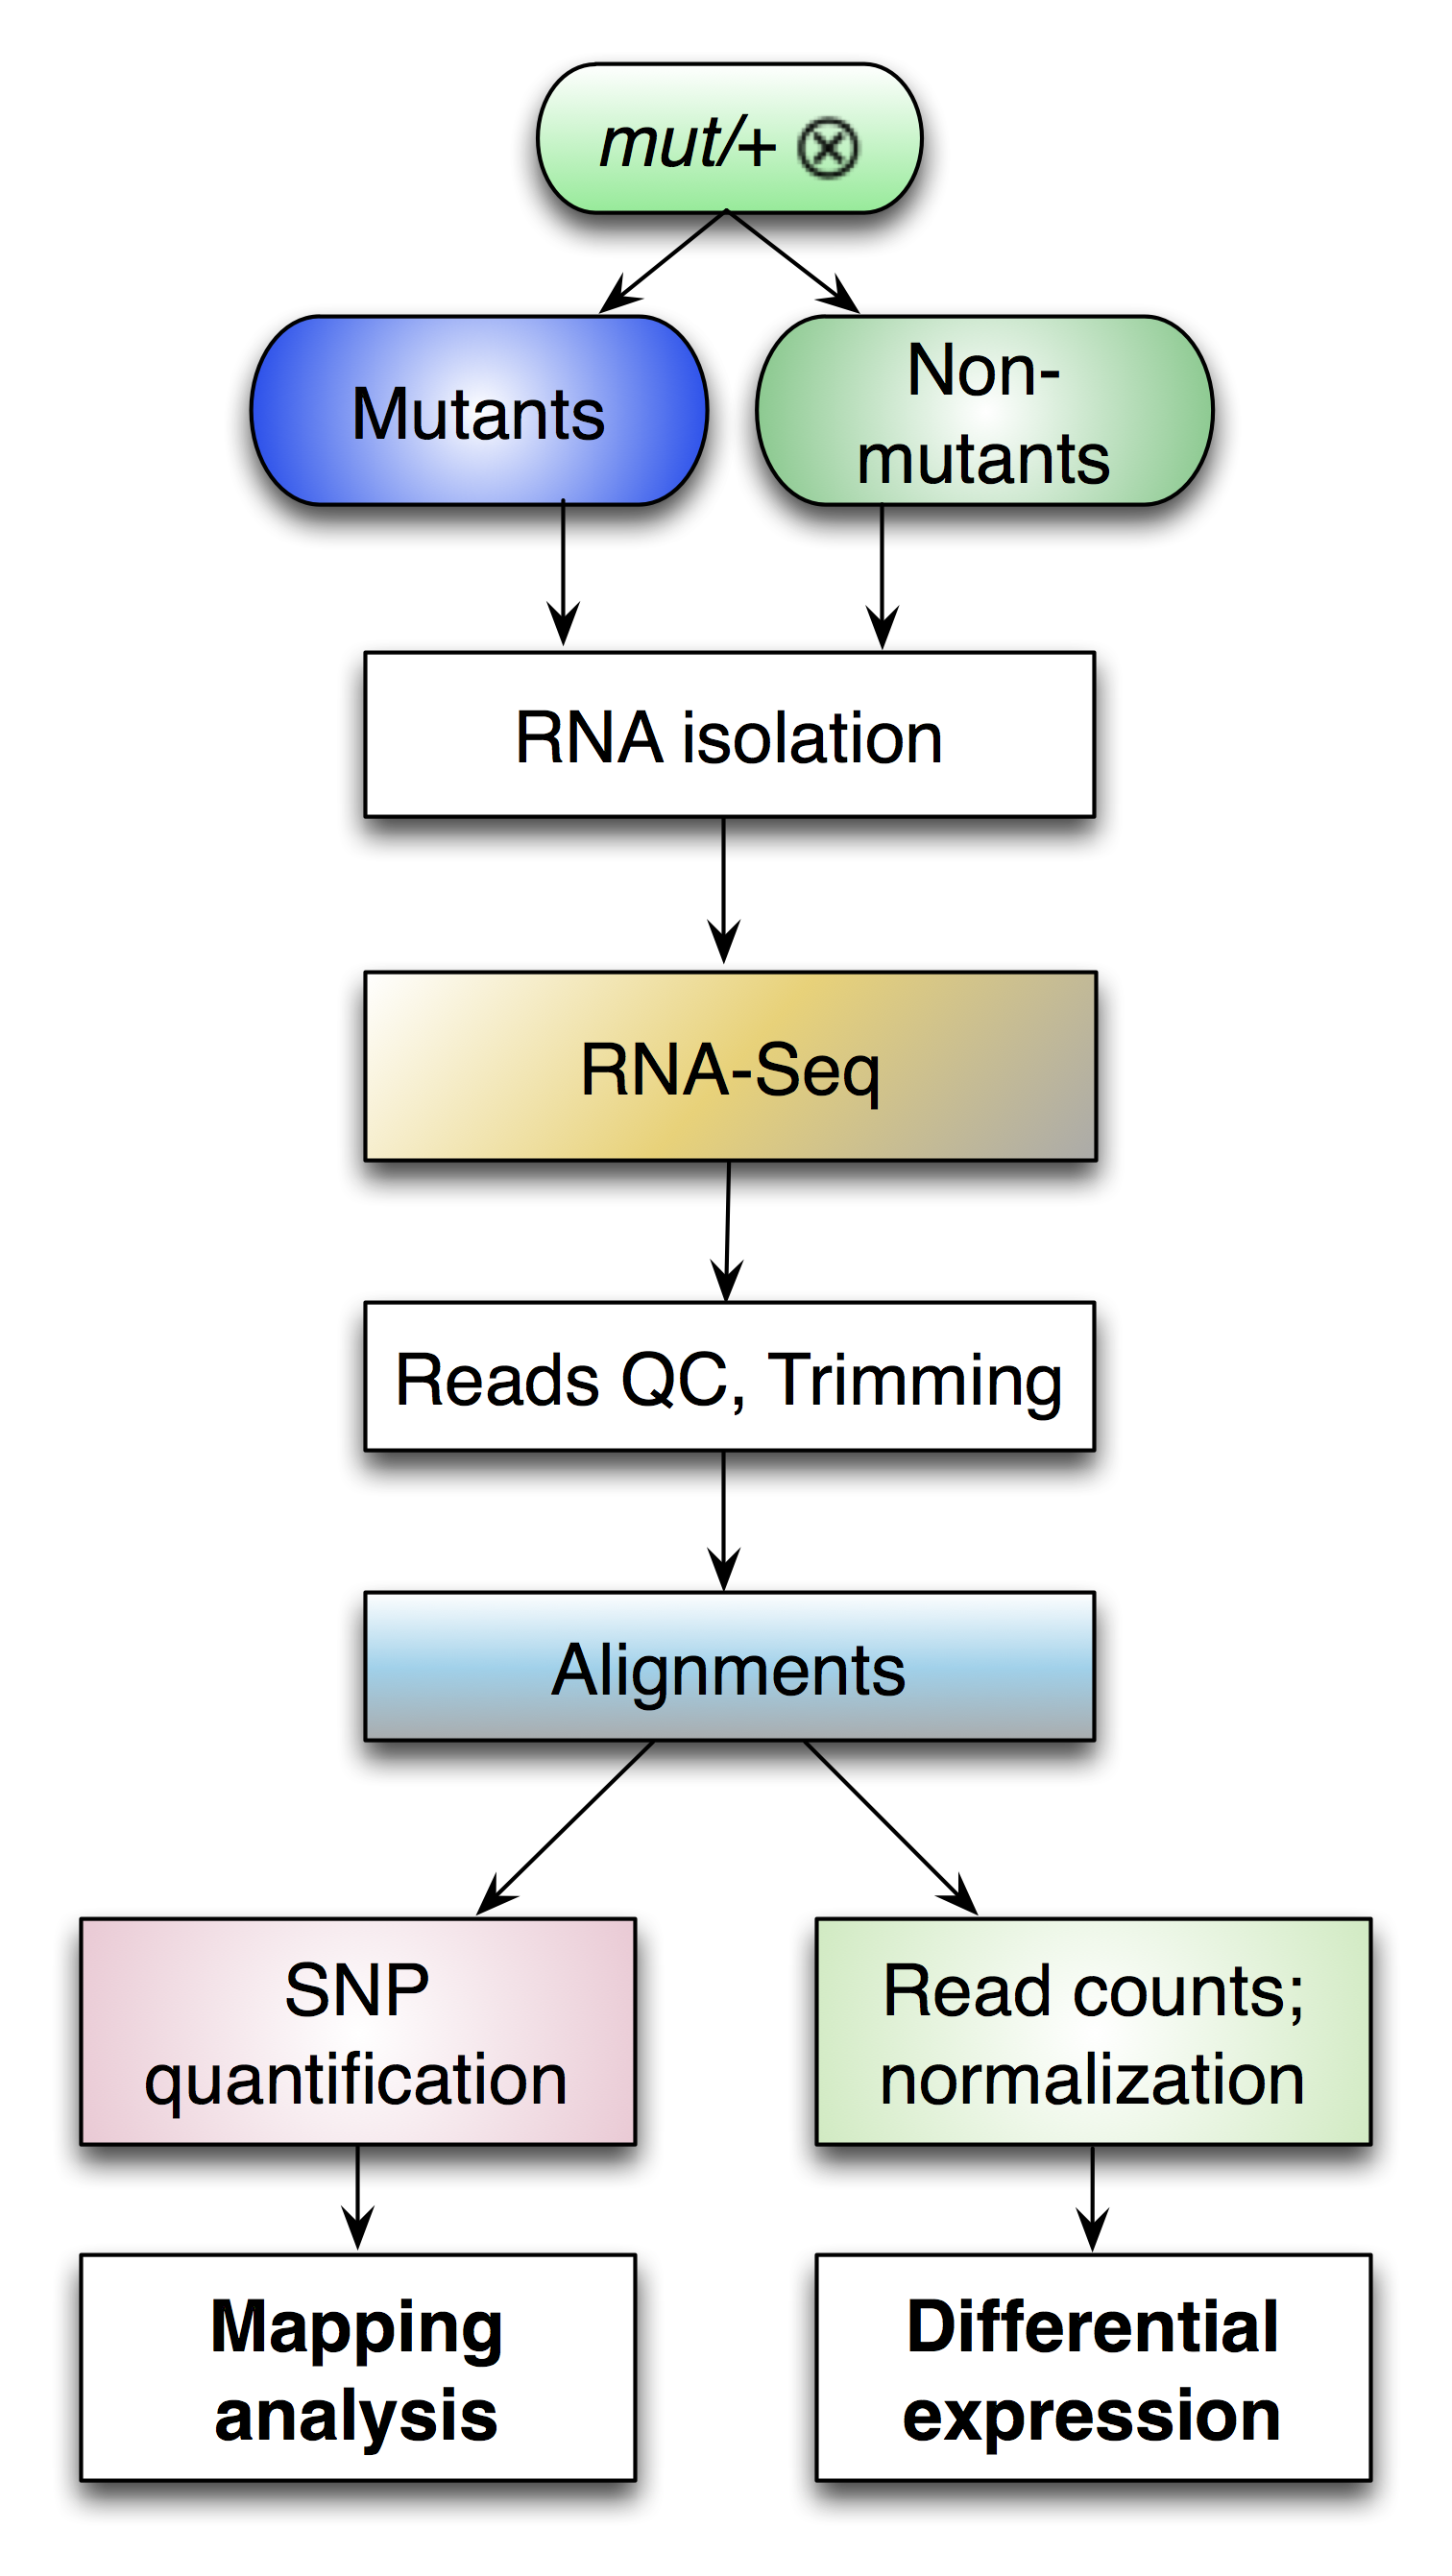 mut/+ ⊗
Mutants
Non-
mutants
RNA isolation
RNA-Seq
Reads QC, Trimming
Alignments
SNP
quantification
Read counts;
normalization
Mapping
analysis
Differential
expression